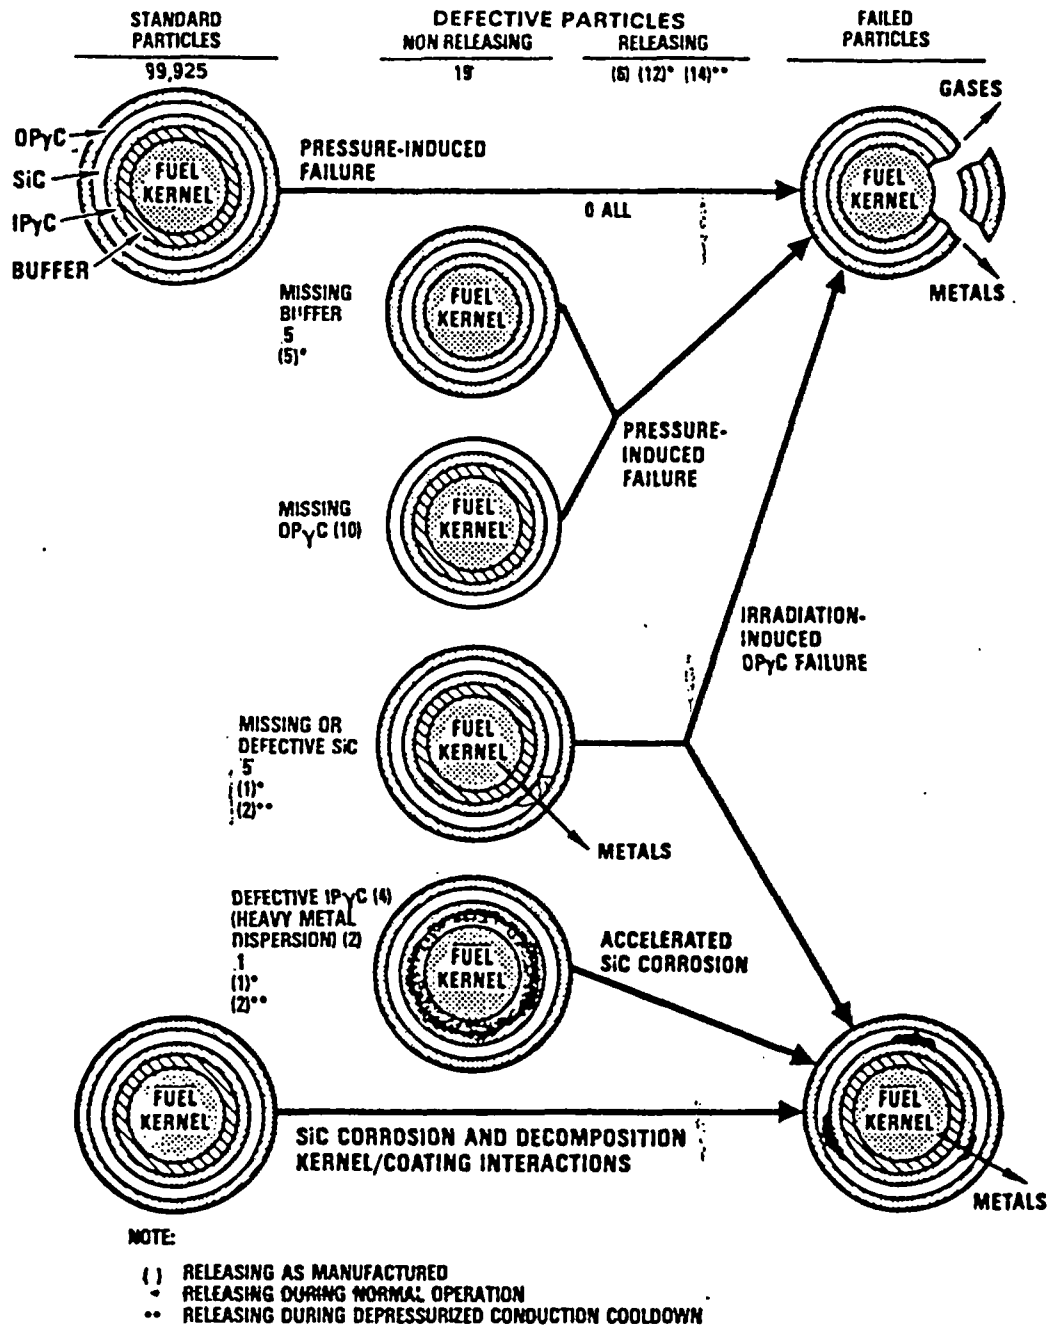 STANDARD
PARTICLES
99,925
DEFECTIVE PARTICLES
NON RELEASING
19
RELEASING
(6) (12)* (14)**
FAILED
PARTICLES
OPyC
SiC
IPyC
BUFFER
FUEL
KERNEL
PRESSURE-INDUCED
FAILURE
0 ALL
FUEL
KERNEL
GASES
METALS
MISSING
BUFFER
5
(5)*
FUEL
KERNEL
PRESSURE-
INDUCED
FAILURE
MISSING
OPyC (10)
FUEL
KERNEL
IRRADIATION-
INDUCED
OPyC FAILURE
MISSING OR
DEFECTIVE SiC
5
(1)*
(2)**
FUEL
KERNEL
METALS
DEFECTIVE IPyC (4)
(HEAVY METAL
DISPERSION) (2)
1
(1)*
(2)**
FUEL
KERNEL
ACCELERATED
SiC CORROSION
FUEL
KERNEL
SiC CORROSION AND DECOMPOSITION
KERNEL/COATING INTERACTIONS
FUEL
KERNEL
METALS
NOTE:
( ) RELEASING AS MANUFACTURED
* RELEASING DURING NORMAL OPERATION
** RELEASING DURING DEPRESSURIZED CONDUCTION COOLDOWN